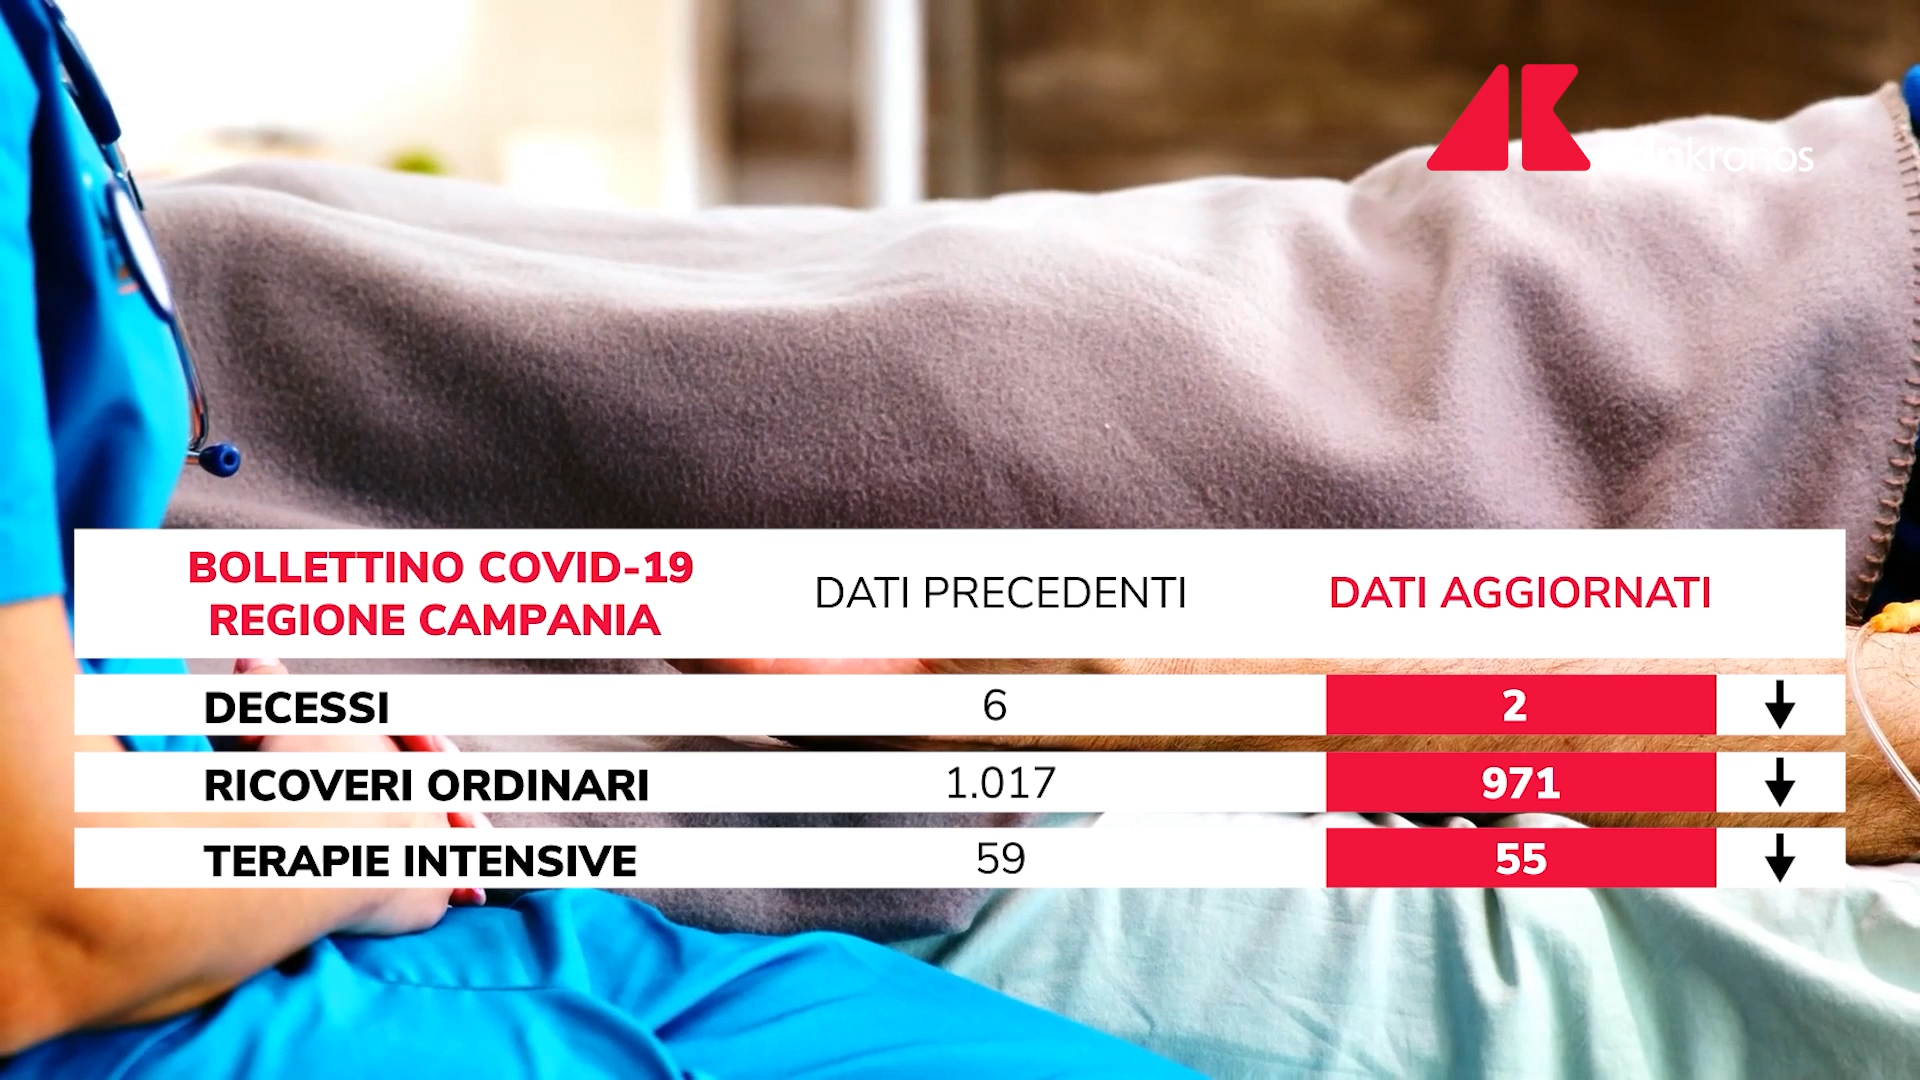 BOLLETTINO COVID-19
REGIONE CAMPANIA
DATI PRECEDENTI
DATI AGGIORNATI
DECESSI 6 2
RICOVERI ORDINARI 1.017 971
TERAPIE INTENSIVE 59 55